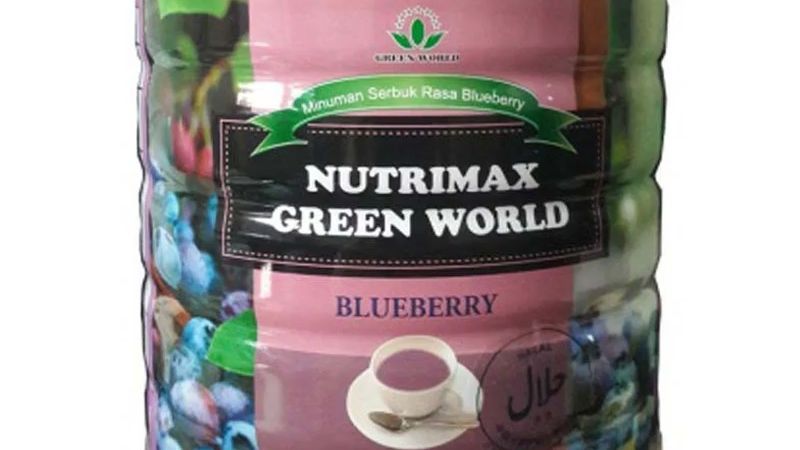 GREEN WORLD
Minuman Serbuk Rasa Blueberry
NUTRIMAX
GREEN WORLD
BLUEBERRY
HALAL
حلال